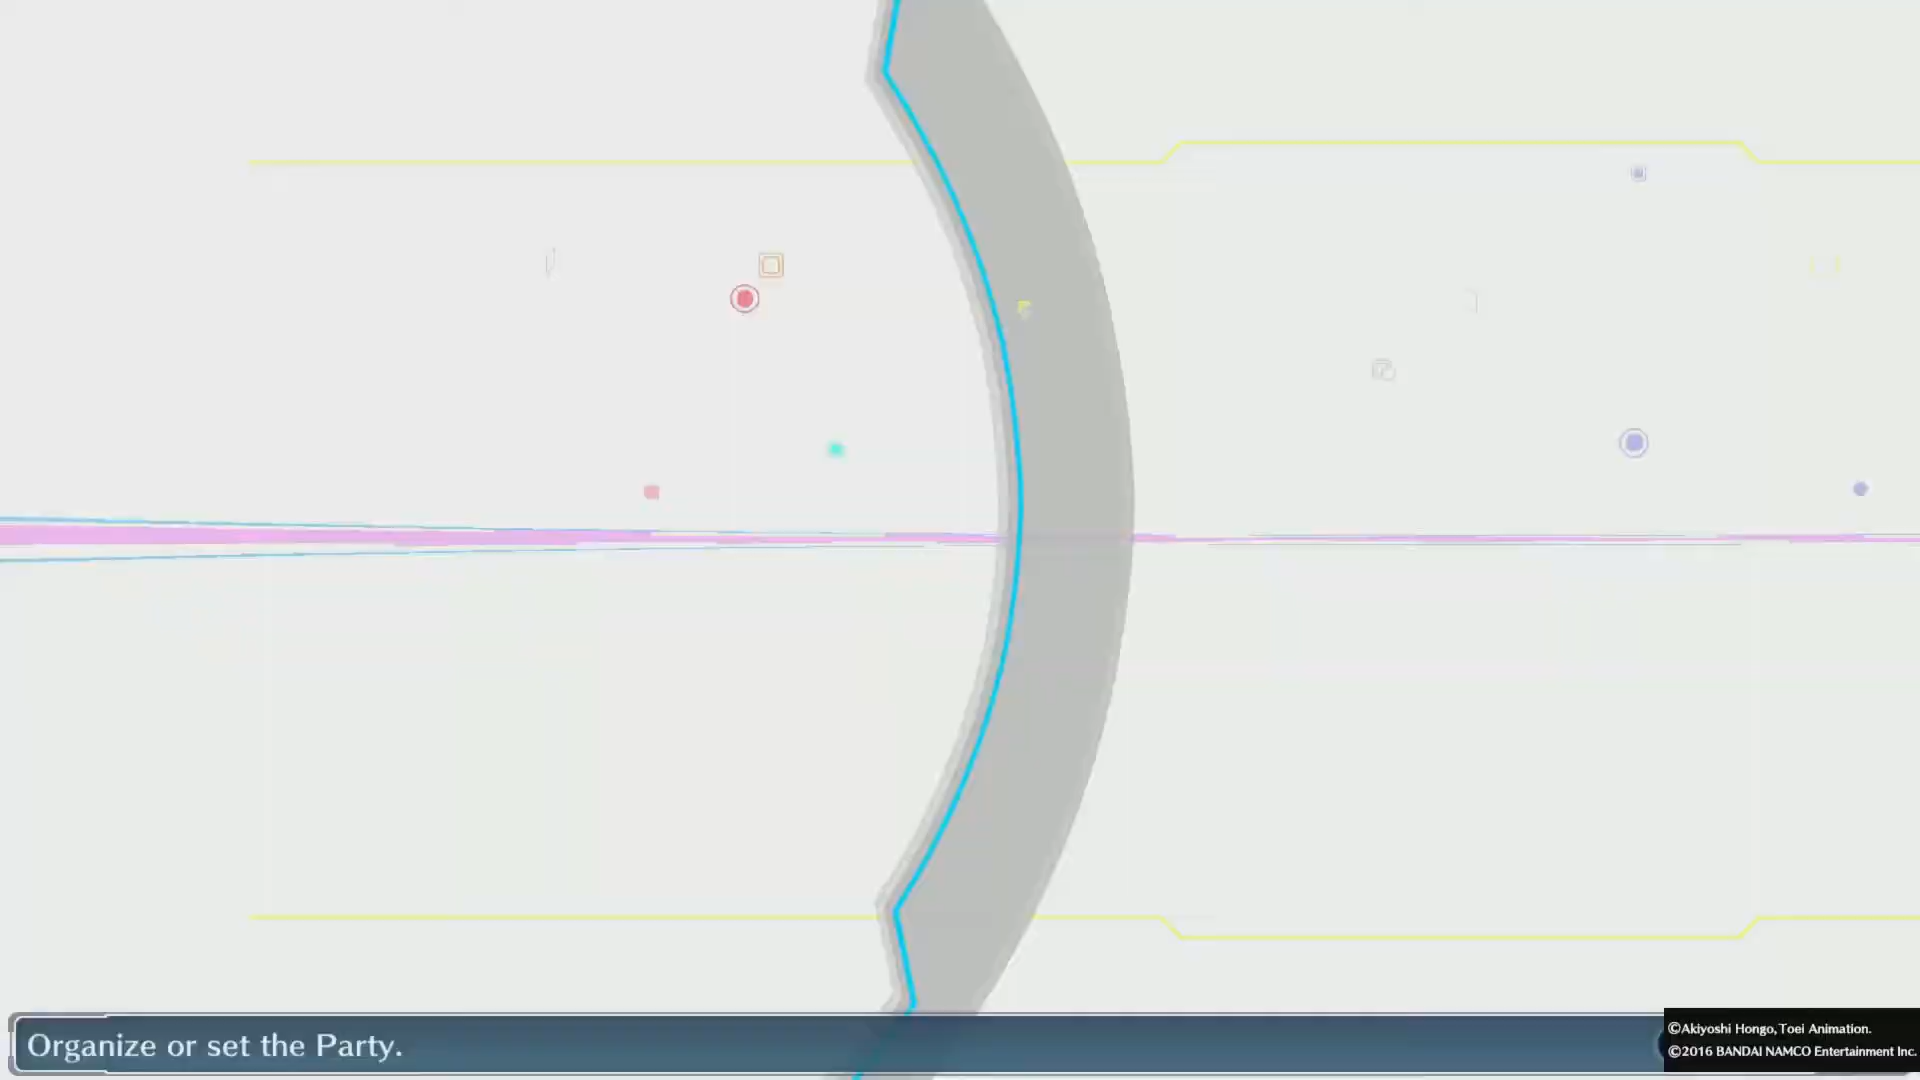 Organize or set the Party.
©Akiyoshi Hongo, Toei Animation.
©2016 BANDAI NAMCO Entertainment Inc.